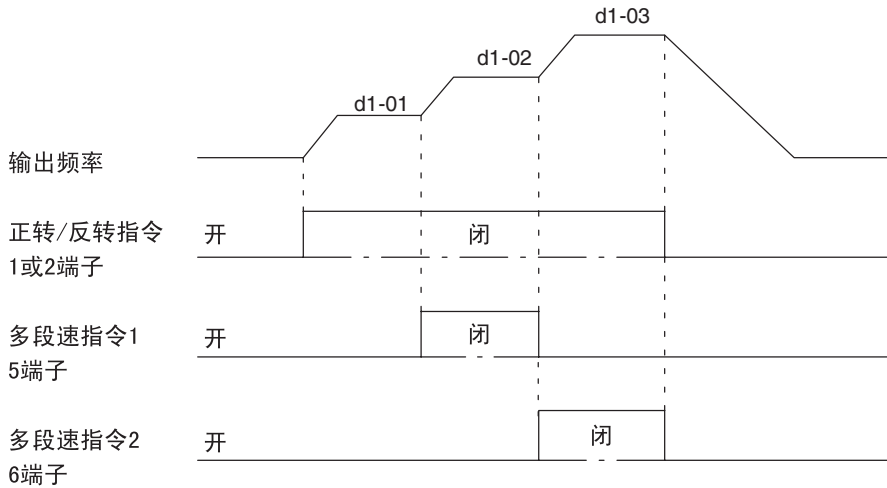 d1-03
d1-02
d1-01
输出频率
正转/反转指令 开 闭
1或2端子
多段速指令1 开 闭
5端子
多段速指令2 开 闭
6端子